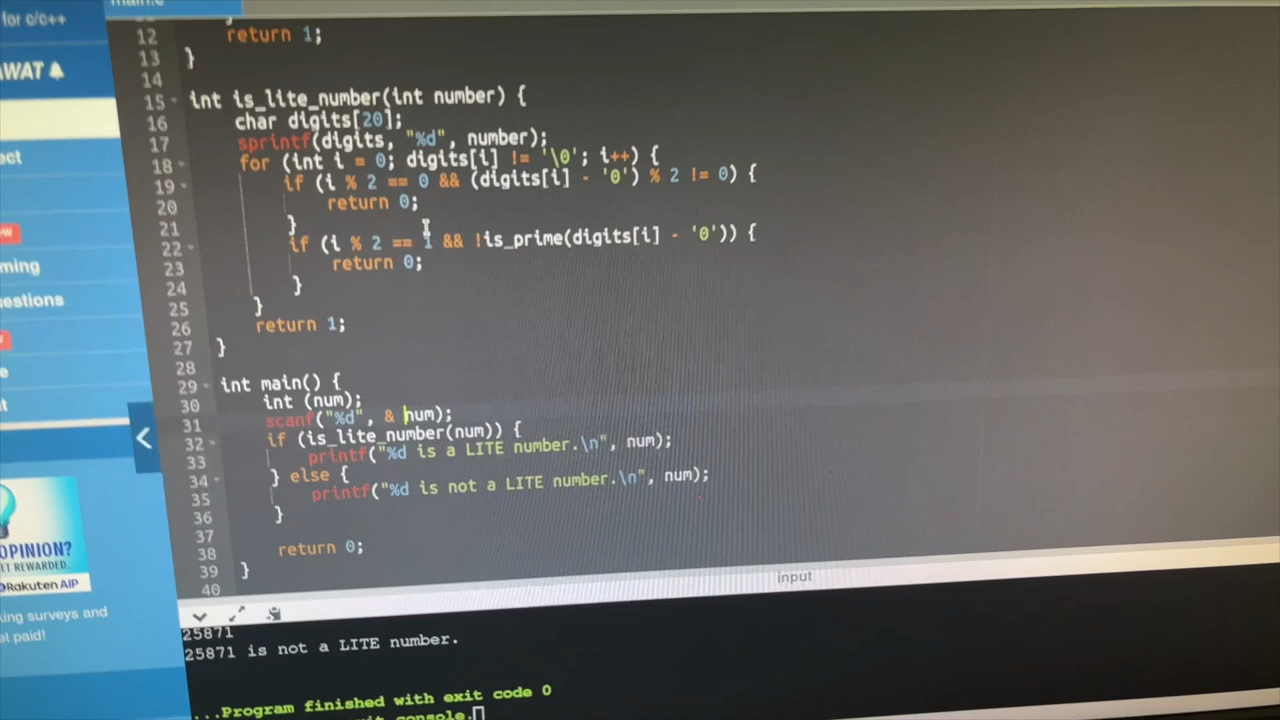 for c/c++
main.c
AWAT
ect
ew
ming
estions
e
t
OPINION?
ET REWARDED.
Rakuten AIP
king surveys and
et paid!
12 return 1;
13 }
14
15 int is_lite_number(int number) {
16 char digits[20];
17 sprintf(digits, "%d", number);
18 for (int i = 0; digits[i] != '\0'; i++) {
19 if (i % 2 == 0 && (digits[i] - '0') % 2 != 0) {
20 return 0;
21 }
22 if (i % 2 == 1 && !is_prime(digits[i] - '0')) {
23 return 0;
24 }
25 }
26 return 1;
27 }
28
29 int main() {
30 int (num);
31 scanf("%d", & num);
32 if (is_lite_number(num)) {
33 printf("%d is a LITE number.\n", num);
34 } else {
35 printf("%d is not a LITE number.\n", num);
36 }
37
38 return 0;
39 }
40
input
25871
25871 is not a LITE number.
...Program finished with exit code 0
exit console.